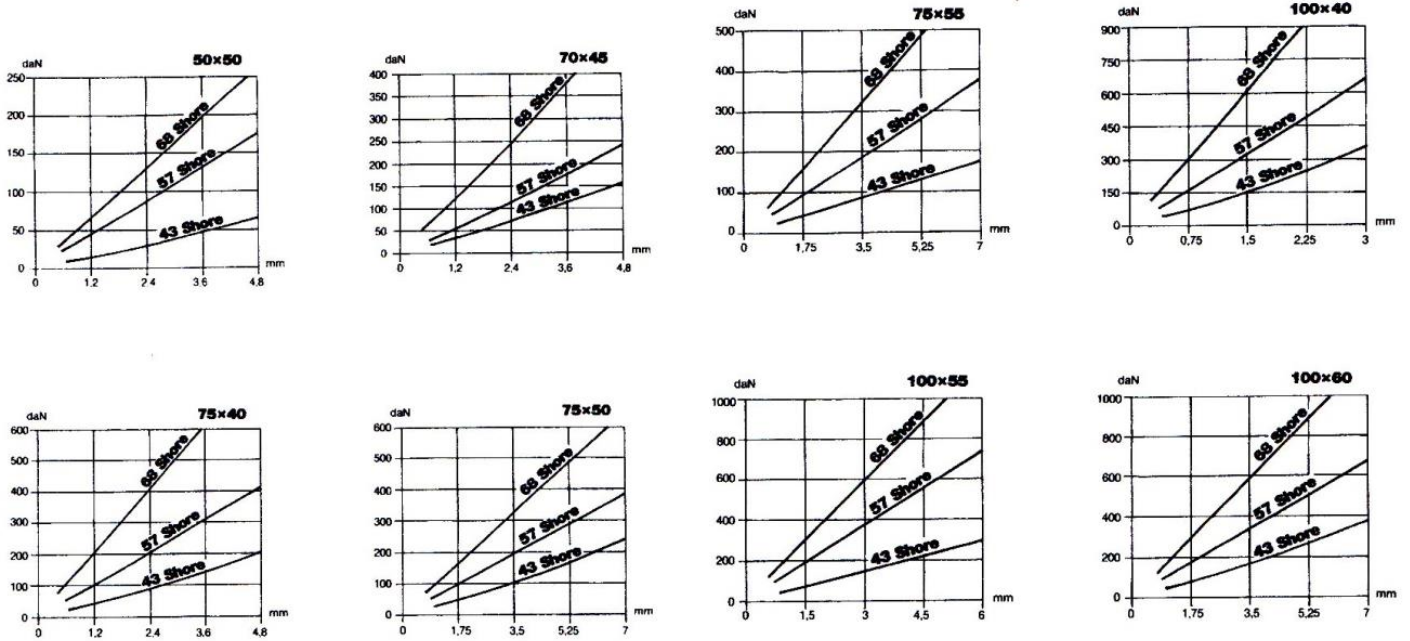 daN 50×50
250
200
150
100
50
0
68 Shore
57 Shore
43 Shore
mm
0 1,2 2,4 3,6 4,8
daN 70×45
400
350
300
250
200
150
100
50
0
68 Shore
57 Shore
43 Shore
mm
0 1,2 2,4 3,6 4,8
daN 75×55
500
400
300
200
100
0
68 Shore
57 Shore
43 Shore
mm
0 1,75 3,5 5,25 7
daN 100×40
900
750
600
450
300
150
0
68 Shore
57 Shore
43 Shore
mm
0 0,75 1,5 2,25 3
daN 75×40
600
500
400
300
200
100
0
68 Shore
57 Shore
43 Shore
mm
0 1,2 2,4 3,6 4,8
daN 75×50
600
500
400
300
200
100
0
68 Shore
57 Shore
43 Shore
mm
0 1,75 3,5 5,25 7
daN 100×55
1000
800
600
400
200
0
68 Shore
57 Shore
43 Shore
mm
0 1,5 3 4,5 6
daN 100×60
1000
800
600
400
200
0
68 Shore
57 Shore
43 Shore
mm
0 1,75 3,5 5,25 7